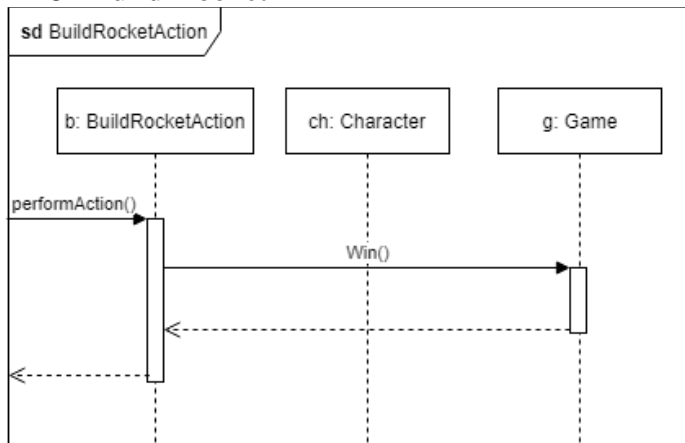 sd BuildRocketAction
b: BuildRocketAction
ch: Character
g: Game
performAction()
Win()